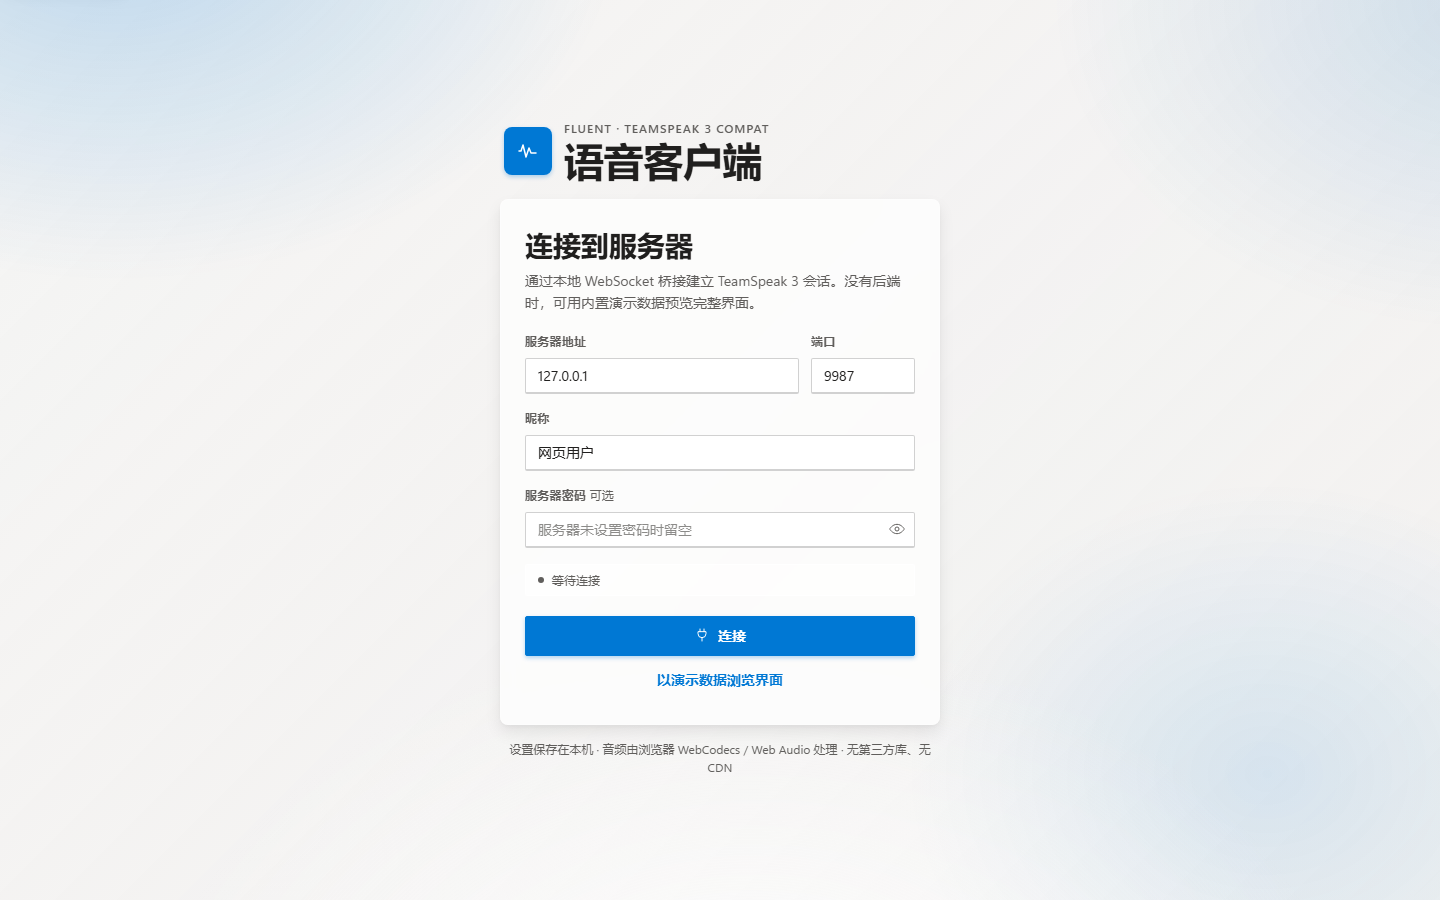 FLUENT · TEAMSPEAK 3 COMPAT
语音客户端
连接到服务器
通过本地 WebSocket 桥接建立 TeamSpeak 3 会话。没有后端
时，可用内置演示数据预览完整界面。
服务器地址 端口
127.0.0.1 9987
昵称
网页用户
服务器密码 可选
服务器未设置密码时留空
等待连接
连接
以演示数据浏览界面
设置保存在本机 · 音频由浏览器 WebCodecs / Web Audio 处理 · 无第三方库、无
CDN